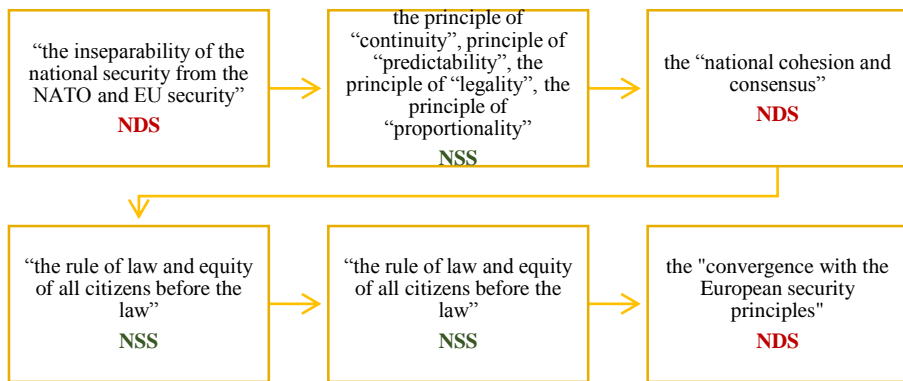 “the inseparability of the
national security from the
NATO and EU security”
NDS
the principle of
“continuity”, principle of
“predictability”, the
principle of “legality”, the
principle of
“proportionality”
NSS
the “national cohesion and
consensus”
NDS
“the rule of law and equity
of all citizens before the
law”
NSS
“the rule of law and equity
of all citizens before the
law”
NSS
the "convergence with the
European security
principles"
NDS